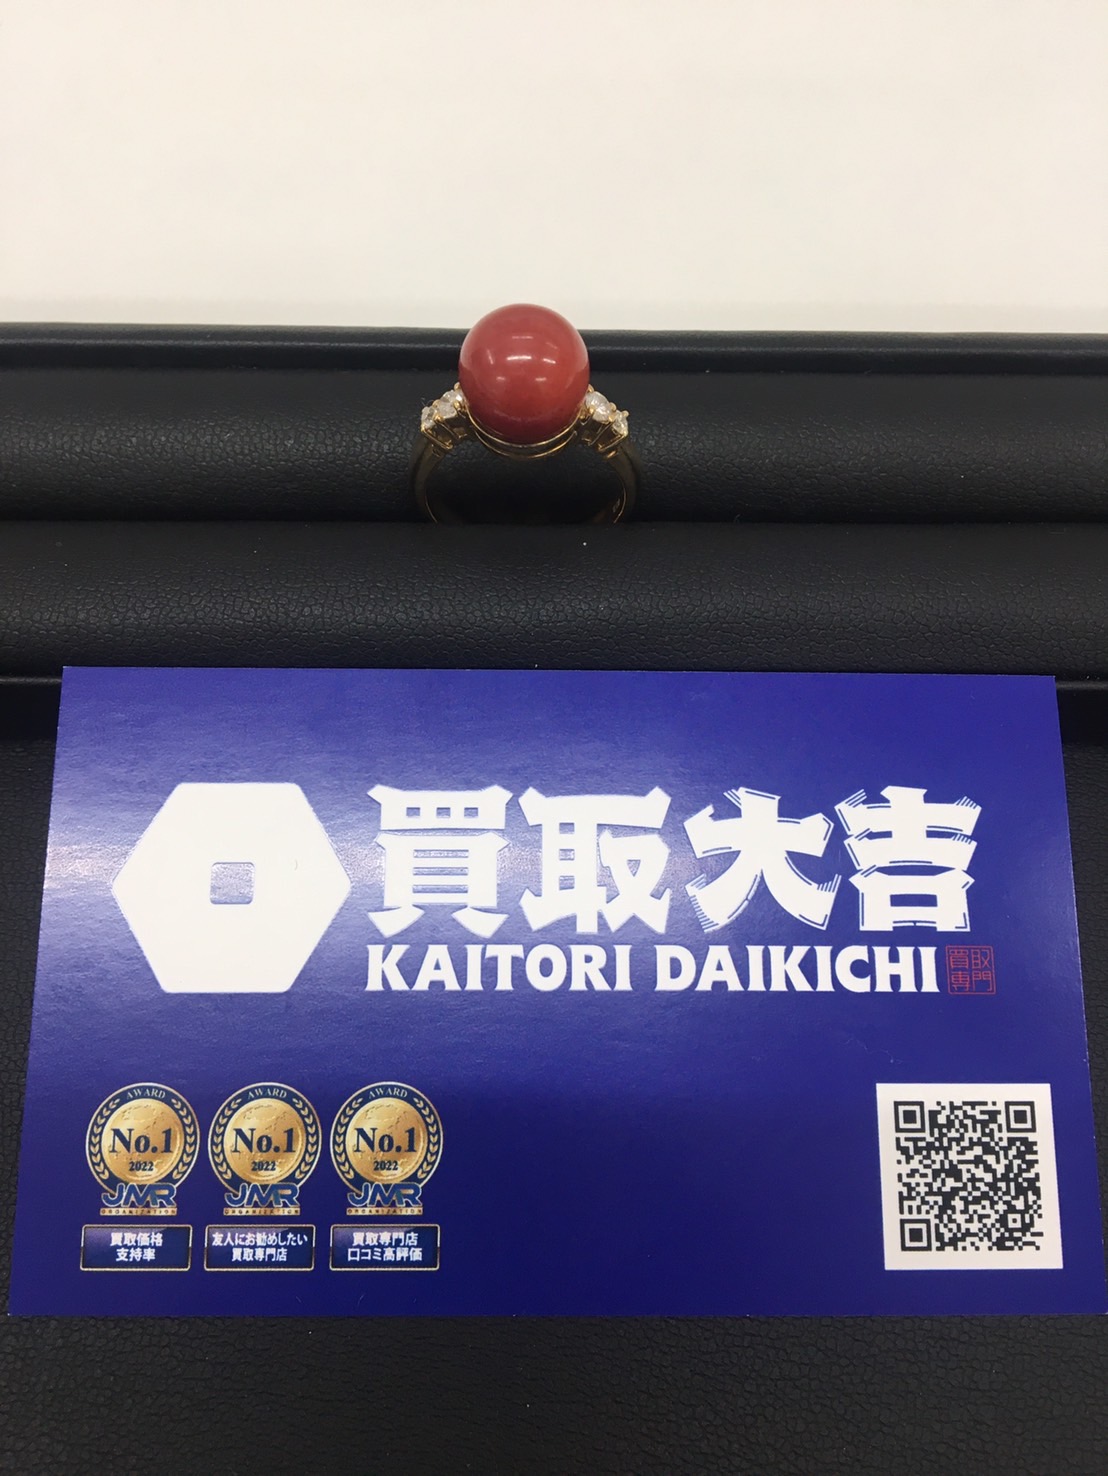 買取大吉
KAITORI DAIKICHI
買取
専門
AWARD
No.1
2022
JMR
ORGANIZATION
買取価格
支持率
AWARD
No.1
2022
JMR
ORGANIZATION
友人にお勧めしたい
買取専門店
AWARD
No.1
2022
JMR
ORGANIZATION
買取専門店
口コミ高評価